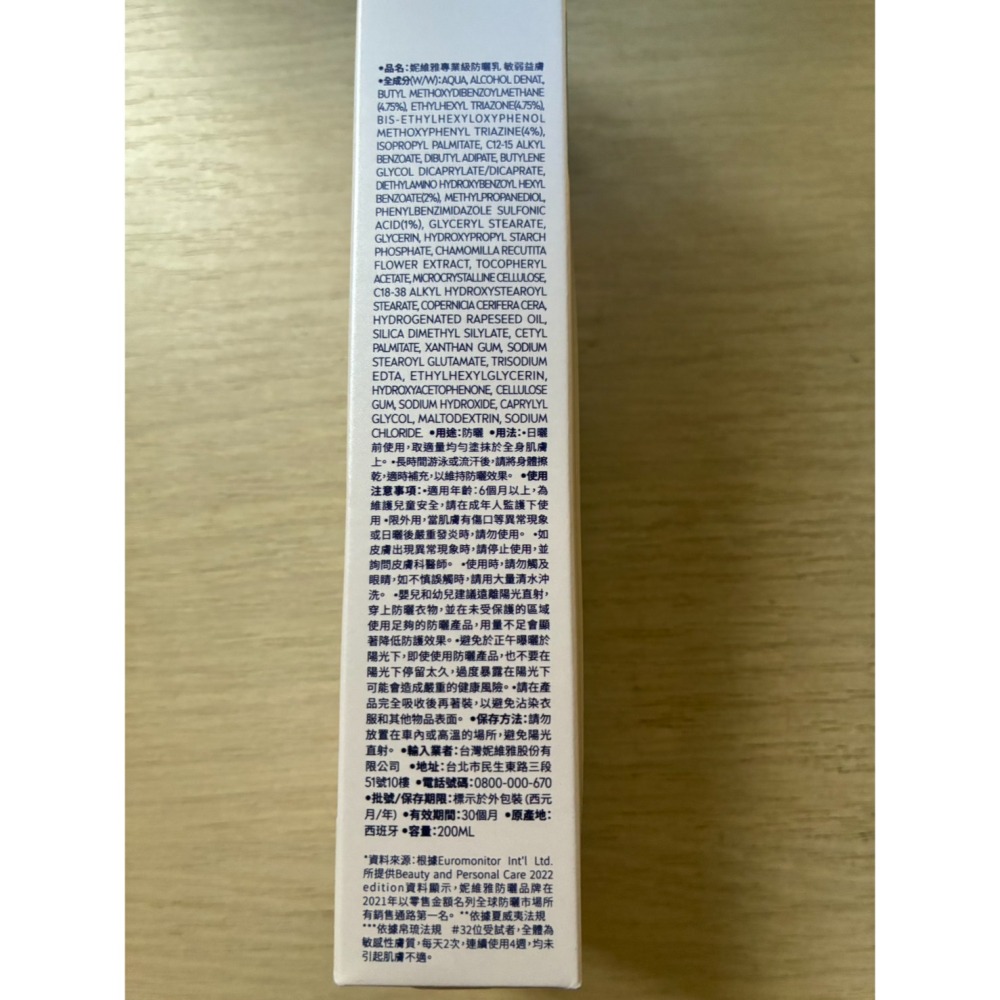 •品名:妮維雅專業級防曬乳 敏弱益膚
•全成分(W/W):AQUA, ALCOHOL DENAT.,
BUTYL METHOXYDIBENZOYLMETHANE
(4.75%), ETHYLHEXYL TRIAZONE(4.75%),
BIS-ETHYLHEXYLOXYPHENOL
METHOXYPHENYL TRIAZINE(4%),
ISOPROPYL PALMITATE, C12-15 ALKYL
BENZOATE, DIBUTYL ADIPATE, BUTYLENE
GLYCOL DICAPRYLATE/DICAPRATE,
DIETHYLAMINO HYDROXYBENZOYL HEXYL
BENZOATE(2%), METHYLPROPANEDIOL,
PHENYLBENZIMIDAZOLE SULFONIC
ACID(1%), GLYCERYL STEARATE,
GLYCERIN, HYDROXYPROPYL STARCH
PHOSPHATE, CHAMOMILLA RECUTITA
FLOWER EXTRACT, TOCOPHERYL
ACETATE, MICROCRYSTALLINE CELLULOSE,
C18-38 ALKYL HYDROXYSTEAROYL
STEARATE, COPERNICIA CERIFERA CERA,
HYDROGENATED RAPESEED OIL,
SILICA DIMETHYL SILYLATE, CETYL
PALMITATE, XANTHAN GUM, SODIUM
STEAROYL GLUTAMATE, TRISODIUM
EDTA, ETHYLHEXYLGLYCERIN,
HYDROXYACETOPHENONE, CELLULOSE
GUM, SODIUM HYDROXIDE, CAPRYLYL
GLYCOL, MALTODEXTRIN, SODIUM
CHLORIDE. •用途:防曬 •用法:•日曬
前使用,取適量均勻塗抹於全身肌膚
上。•長時間游泳或流汗後,請將身體擦
乾,適時補充,以維持防曬效果。 •使用
注意事項:•適用年齡:6個月以上,為
維護兒童安全,請在成年人監護下使
用 •限外用,當肌膚有傷口等異常現象
或日曬後嚴重發炎時,請勿使用。 •如
皮膚出現異常現象時,請停止使用,並
詢問皮膚科醫師。 •使用時,請勿觸及
眼睛,如不慎誤觸時,請用大量清水沖
洗。 •嬰兒和幼兒建議遠離陽光直射,
穿上防曬衣物,並在未受保護的區域
使用足夠的防曬產品,用量不足會顯
著降低防護效果。•避免於正午曝曬於
陽光下,即使使用防曬產品,也不要在
陽光下停留太久,過度暴露在陽光下
可能會造成嚴重的健康風險。•請在產
品完全吸收後再著裝,以避免沾染衣
服和其他物品表面。 •保存方法:請勿
放置在車內或高溫的場所,避免陽光
直射。 •輸入業者:台灣妮維雅股份有
限公司 •地址:台北市民生東路三段
51號10樓 •電話號碼:0800-000-670
•批號/保存期限:標示於外包裝 (西元
月/年) •有效期間:30個月 •原產地:
西班牙 •容量:200ML
*資料來源:根據Euromonitor Int'l Ltd.
所提供Beauty and Personal Care 2022
edition資料顯示,妮維雅防曬品牌在
2021年以零售金額名列全球防曬市場所
有銷售通路第一名。 **依據夏威夷法規
***依據帛琉法規 #32位受試者,全體為
敏感性膚質,每天2次,連續使用4週,均未
引起肌膚不適。